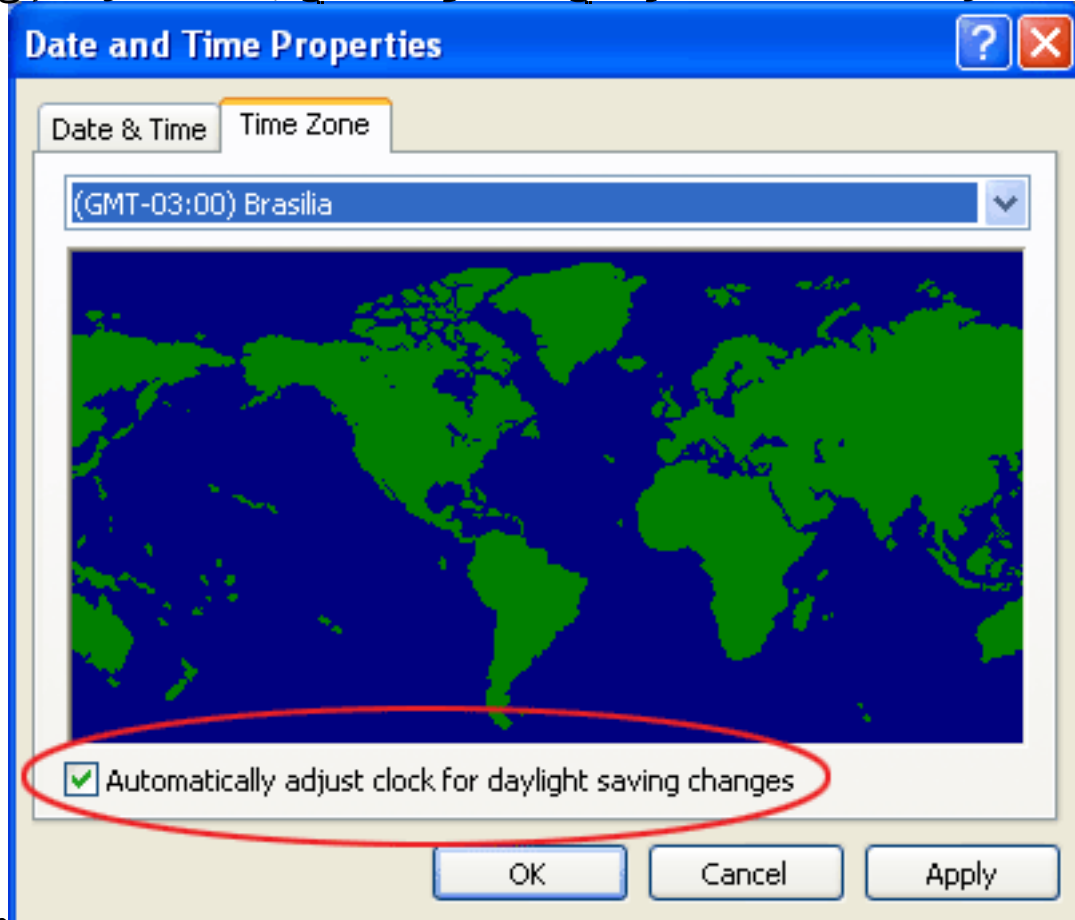 Date and Time Properties
Date & Time Time Zone
(GMT-03:00) Brasilia
Automatically adjust clock for daylight saving changes
OK Cancel Apply